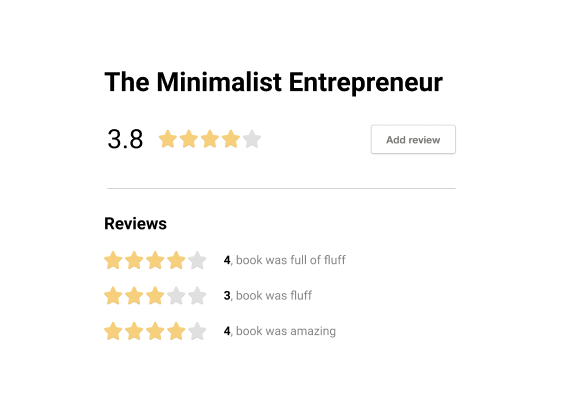 The Minimalist Entrepreneur
3.8
Add review
Reviews
4, book was full of fluff
3, book was fluff
4, book was amazing